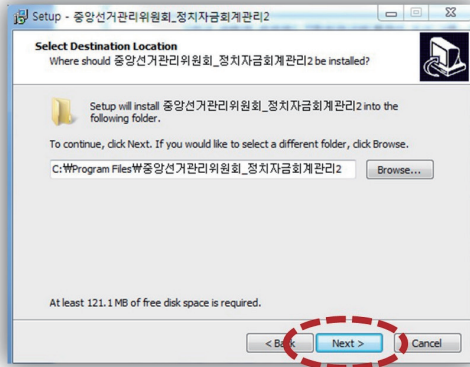 Setup - 중앙선거관리위원회_정치자금회계관리2
Select Destination Location
Where should 중앙선거관리위원회_정치자금회계관리2 be installed?
Setup will install 중앙선거관리위원회_정치자금회계관리2 into the
following folder.
To continue, click Next. If you would like to select a different folder, click Browse.
C:₩Program Files₩중앙선거관리위원회_정치자금회계관리2 Browse...
At least 121.1 MB of free disk space is required.
< Back Next > Cancel